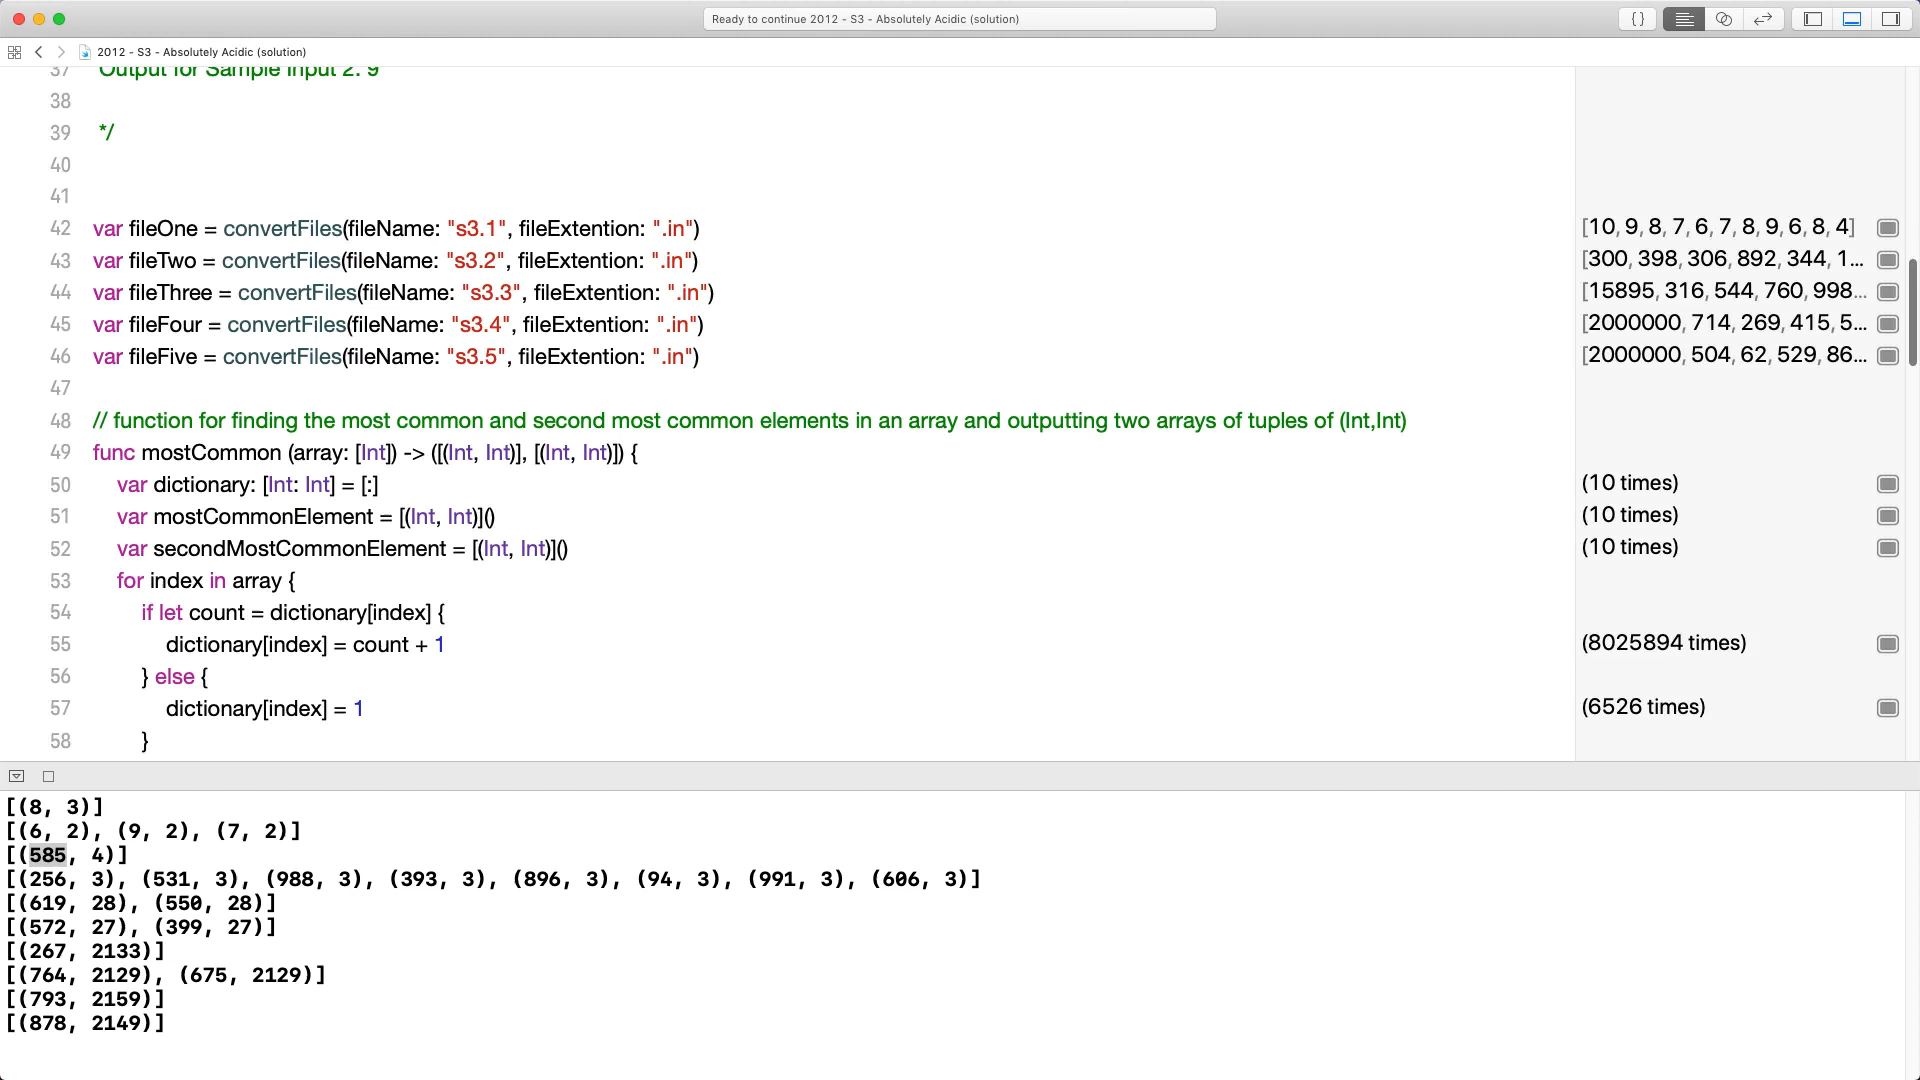 Ready to continue 2012 - S3 - Absolutely Acidic (solution)
{}
2012 - S3 - Absolutely Acidic (solution)
37 Output for Sample Input 2: 9
38
39 */
40
41
42 var fileOne = convertFiles(fileName: "s3.1", fileExtention: ".in") [10, 9, 8, 7, 6, 7, 8, 9, 6, 8, 4]
43 var fileTwo = convertFiles(fileName: "s3.2", fileExtention: ".in") [300, 398, 306, 892, 344, 1...
44 var fileThree = convertFiles(fileName: "s3.3", fileExtention: ".in") [15895, 316, 544, 760, 998...
45 var fileFour = convertFiles(fileName: "s3.4", fileExtention: ".in") [2000000, 714, 269, 415, 5...
46 var fileFive = convertFiles(fileName: "s3.5", fileExtention: ".in") [2000000, 504, 62, 529, 86...
47
48 // function for finding the most common and second most common elements in an array and outputting two arrays of tuples of (Int,Int)
49 func mostCommon (array: [Int]) -> ([(Int, Int)], [(Int, Int)]) {
50 var dictionary: [Int: Int] = [:] (10 times)
51 var mostCommonElement = [(Int, Int)]() (10 times)
52 var secondMostCommonElement = [(Int, Int)]() (10 times)
53 for index in array {
54 if let count = dictionary[index] {
55 dictionary[index] = count + 1 (8025894 times)
56 } else {
57 dictionary[index] = 1 (6526 times)
58 }
[(8, 3)]
[(6, 2), (9, 2), (7, 2)]
[(585, 4)]
[(256, 3), (531, 3), (988, 3), (393, 3), (896, 3), (94, 3), (991, 3), (606, 3)]
[(619, 28), (550, 28)]
[(572, 27), (399, 27)]
[(267, 2133)]
[(764, 2129), (675, 2129)]
[(793, 2159)]
[(878, 2149)]